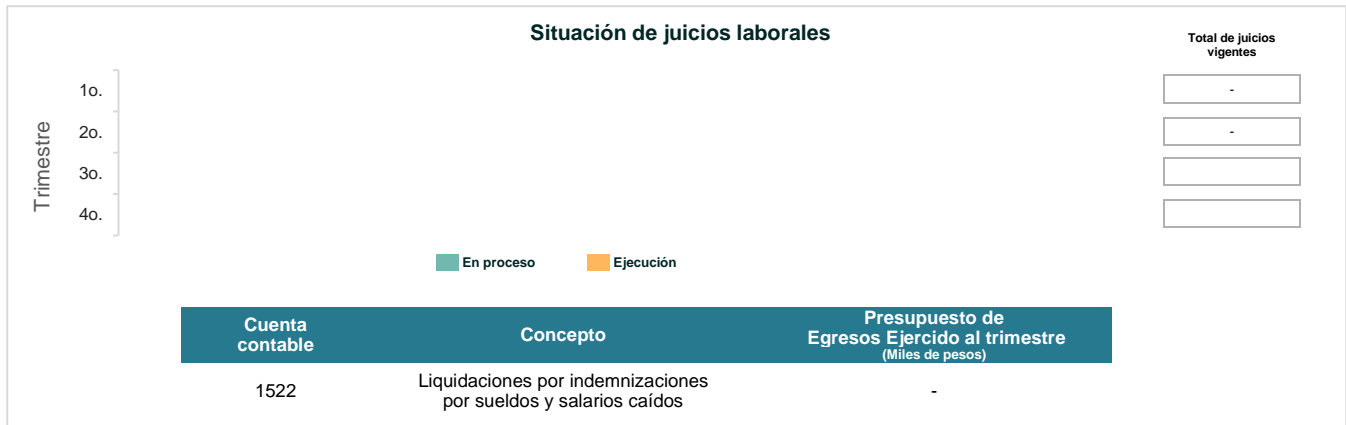 Situación de juicios laborales
Total de juicios
vigentes
Trimestre
1o.
-
2o.
-
3o.
4o.
En proceso
Ejecución
Cuenta
contable
Concepto
Presupuesto de
Egresos Ejercido al trimestre
(Miles de pesos)
1522
Liquidaciones por indemnizaciones
por sueldos y salarios caídos
-